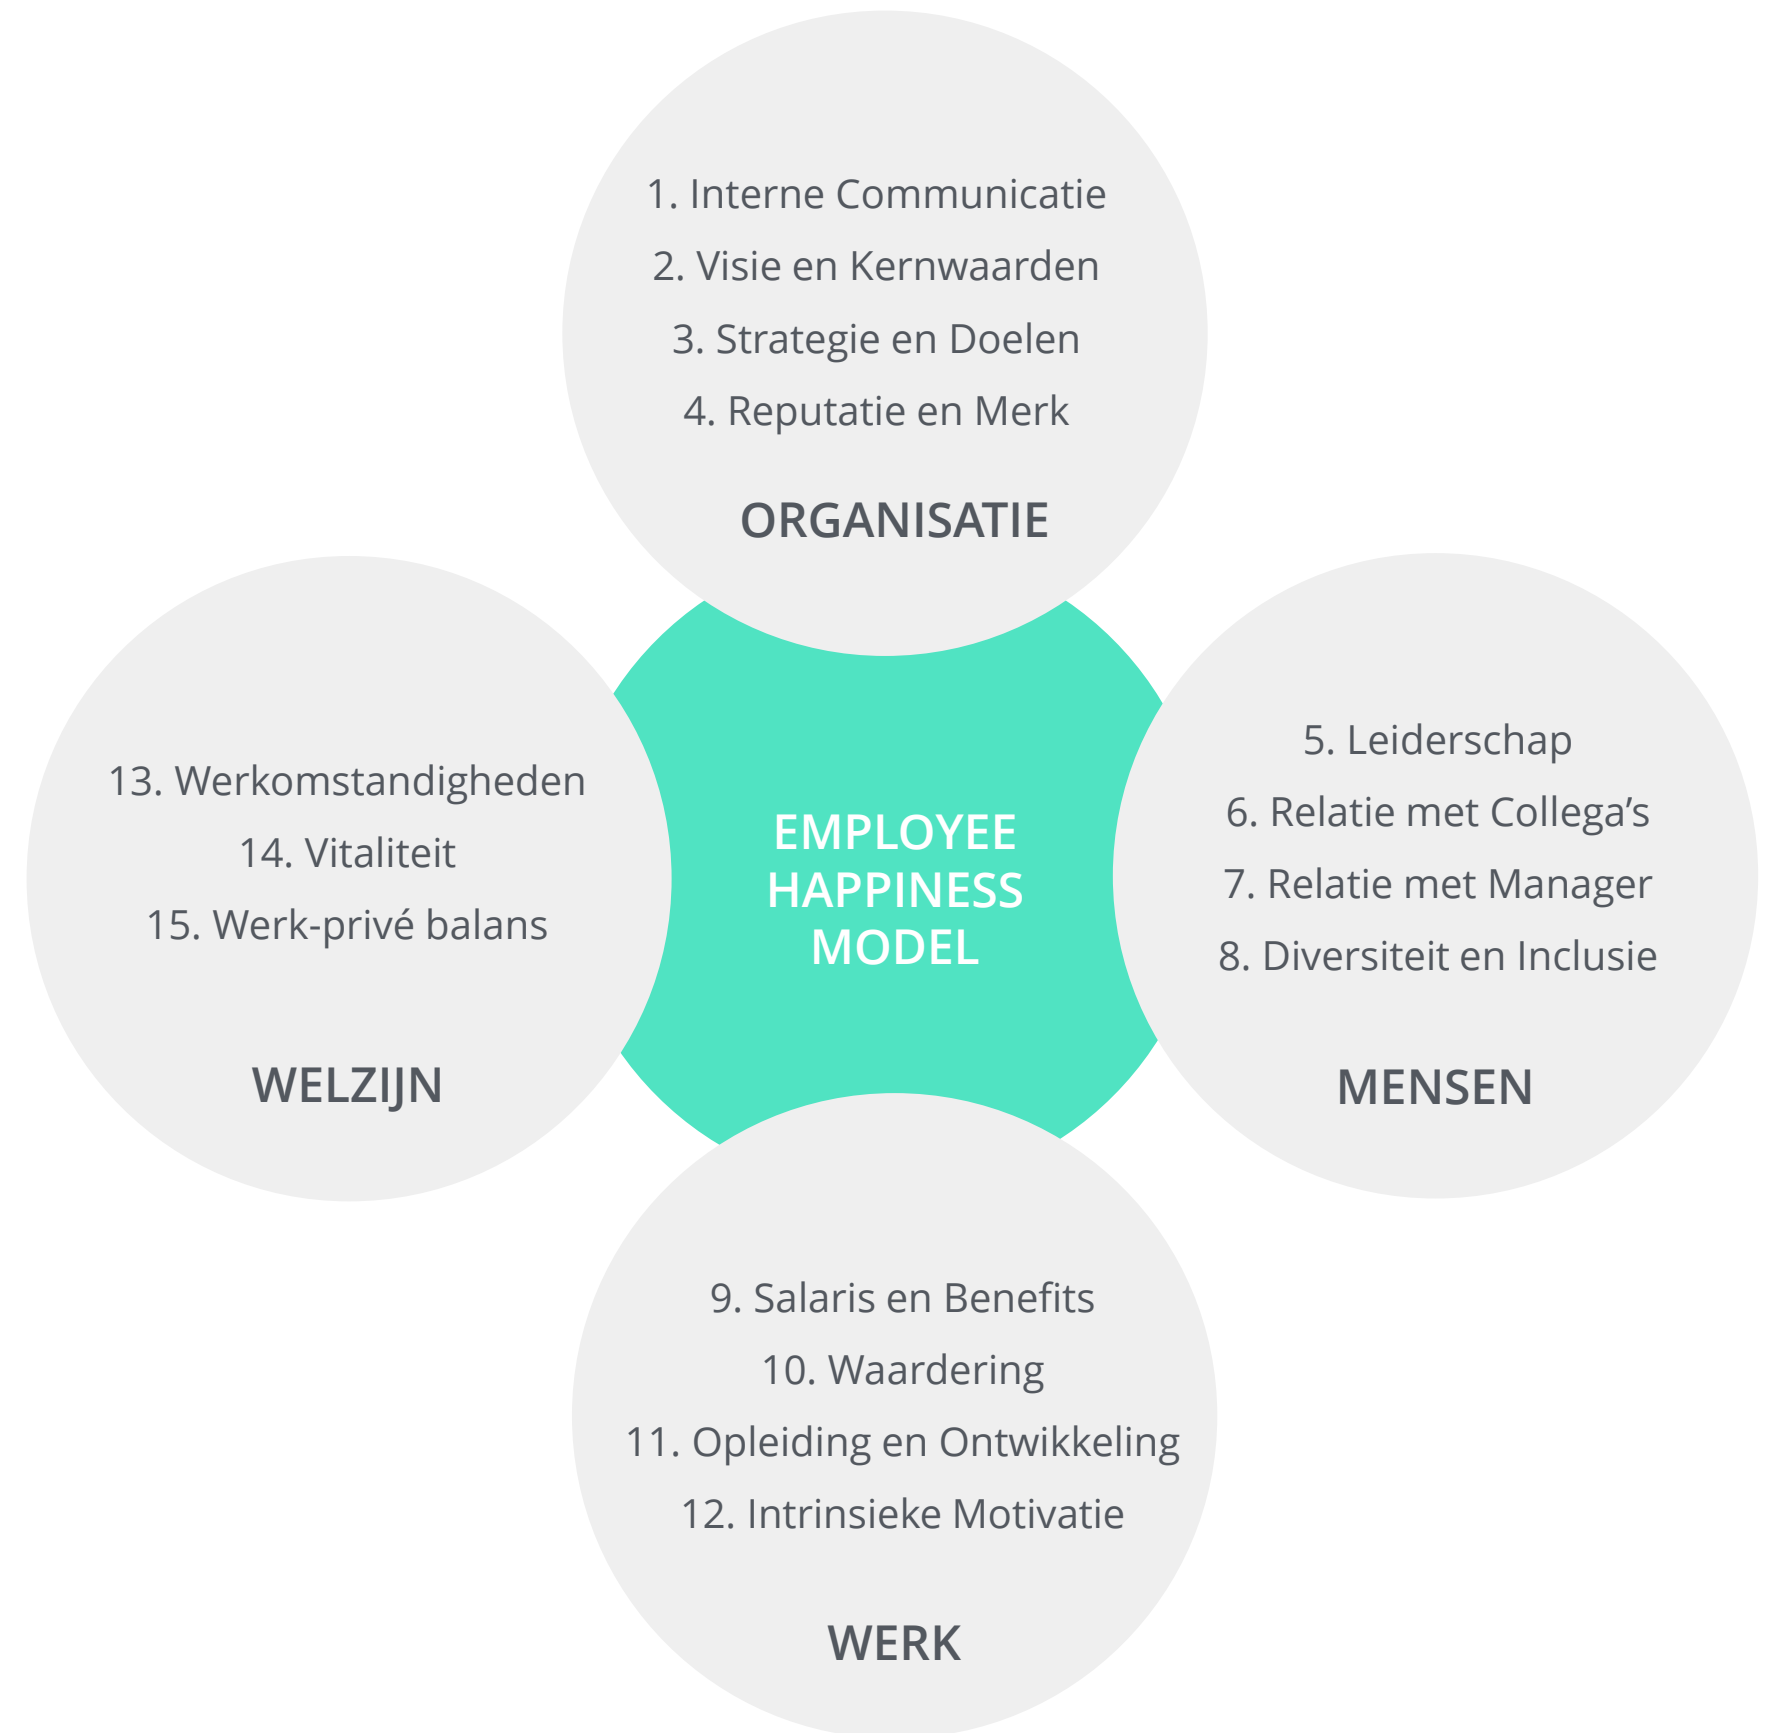 1. Interne Communicatie
2. Visie en Kernwaarden
3. Strategie en Doelen
4. Reputatie en Merk
ORGANISATIE
13. Werkomstandigheden
14. Vitaliteit
15. Werk-privé balans
WELZIJN
EMPLOYEE
HAPPINESS
MODEL
5. Leiderschap
6. Relatie met Collega’s
7. Relatie met Manager
8. Diversiteit en Inclusie
MENSEN
9. Salaris en Benefits
10. Waardering
11. Opleiding en Ontwikkeling
12. Intrinsieke Motivatie
WERK